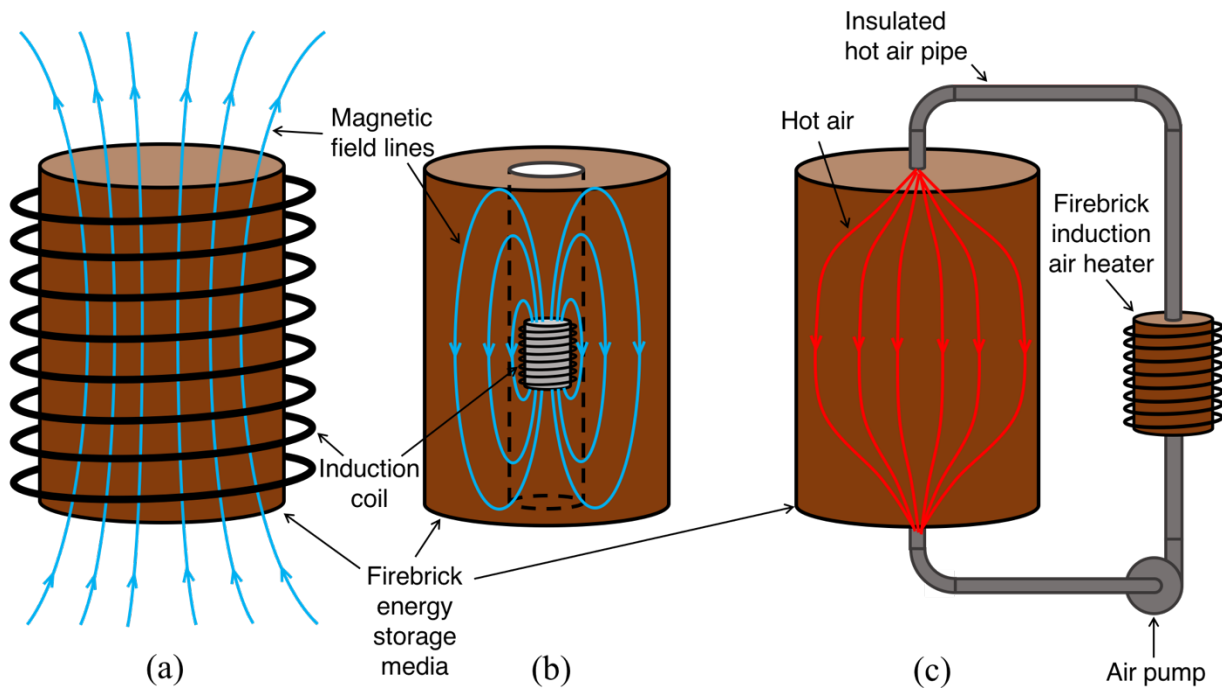 Magnetic
field lines
Induction
coil
Firebrick
energy
storage
media
Insulated
hot air pipe
Hot air
Firebrick
induction
air heater
Air pump
(a)
(b)
(c)